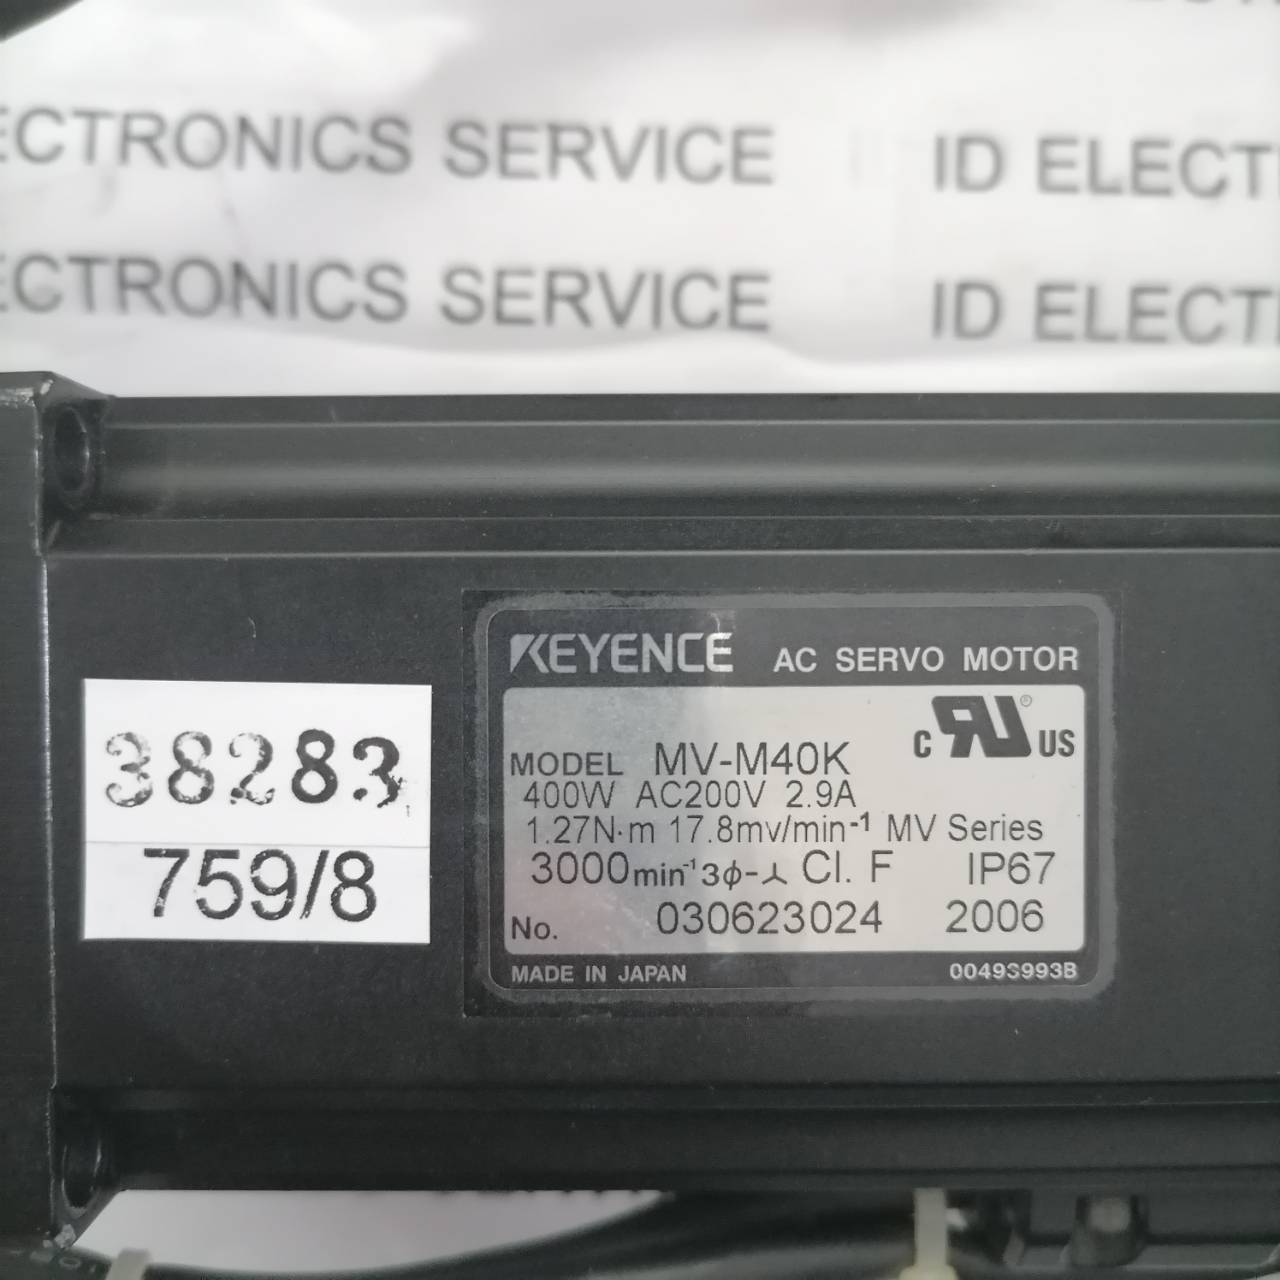 ECTRONICS SERVICE ID ELECT
ECTRONICS SERVICE ID ELECT
KEYENCE AC SERVO MOTOR
MODEL MV-M40K
c RU® US
400W AC200V 2.9A
1.27N·m 17.8mv/min⁻¹ MV Series
3000min⁻¹ 3ϕ-⅄ Cl. F IP67
No. 030623024 2006
MADE IN JAPAN 0049S993B
38283
759/8